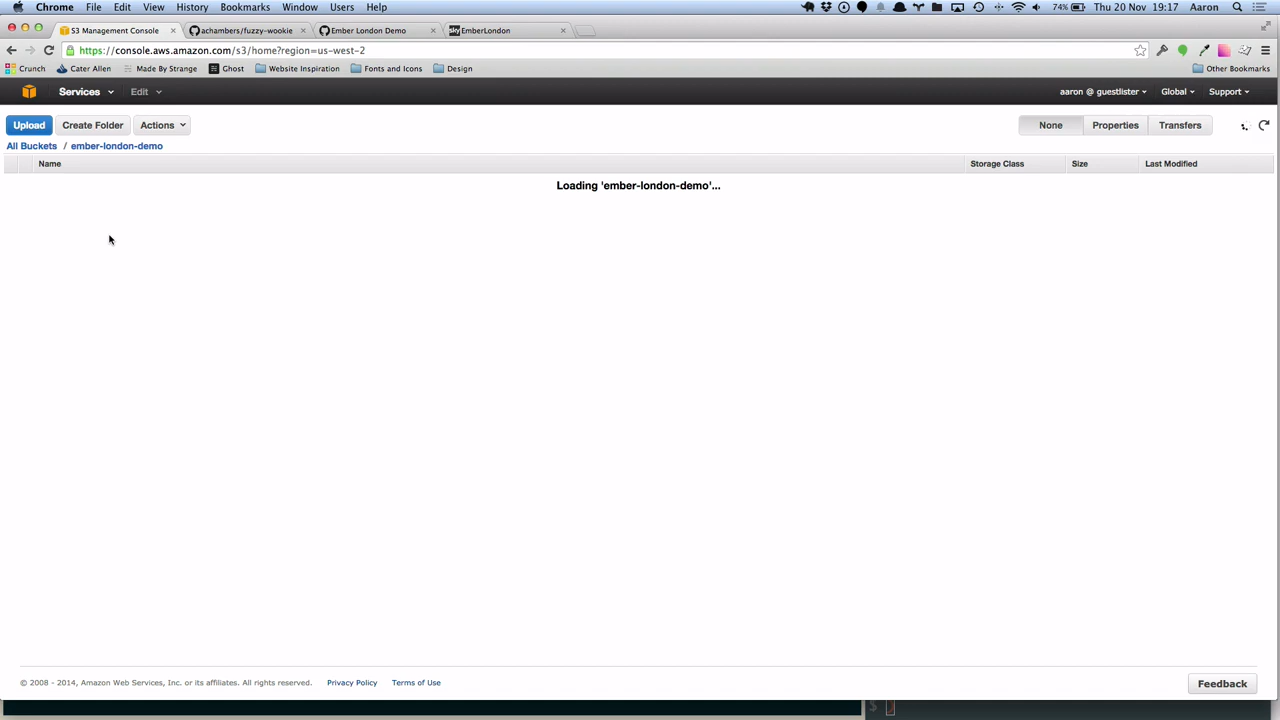 Chrome File Edit View History Bookmarks Window Users Help 74% Thu 20 Nov 19:17 Aaron
S3 Management Console achambers/fuzzy-wookie Ember London Demo sky EmberLondon
https://console.aws.amazon.com/s3/home?region=us-west-2
Crunch Cater Allen Made By Strange Ghost Website Inspiration Fonts and Icons Design Other Bookmarks
Services Edit aaron @ guestlister Global Support
Upload Create Folder Actions None Properties Transfers
All Buckets / ember-london-demo
Name Storage Class Size Last Modified
Loading 'ember-london-demo'...
© 2008 - 2014, Amazon Web Services, Inc. or its affiliates. All rights reserved. Privacy Policy Terms of Use Feedback
$